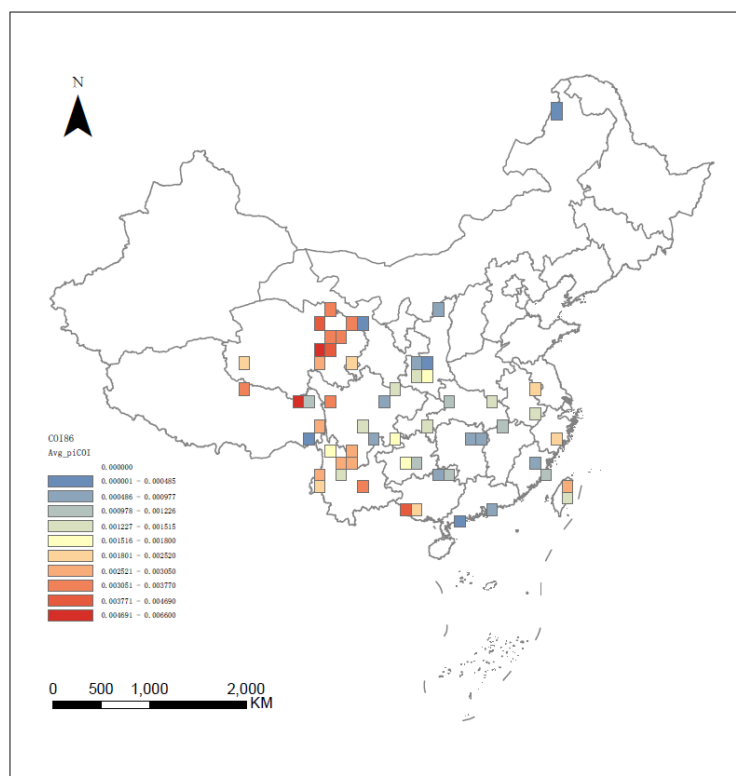 N
COI86
Avg_piCOI
0.000000
0.000001 - 0.000485
0.000486 - 0.000977
0.000978 - 0.001226
0.001227 - 0.001515
0.001516 - 0.001800
0.001801 - 0.002520
0.002521 - 0.003050
0.003051 - 0.003770
0.003771 - 0.004690
0.004691 - 0.006600
0 500 1,000 2,000
KM